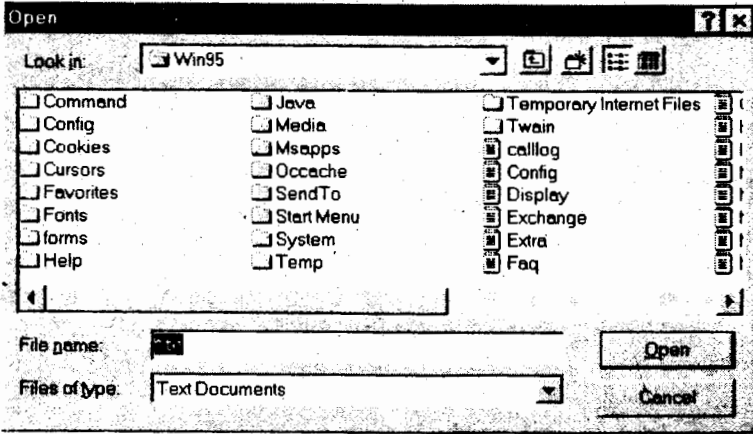 Open
Look in: Win95
Command
Config
Cookies
Cursors
Favorites
Fonts
forms
Help
Java
Media
Msapps
Occache
SendTo
Start Menu
System
Temp
Temporary Internet Files
Twain
calllog
Config
Display
Exchange
Extra
Faq
File name:
Open
Files of type: Text Documents
Cancel